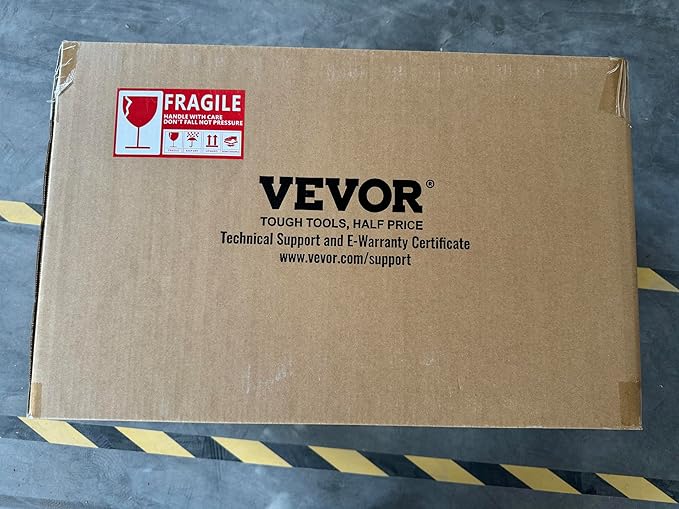 FRAGILE
HANDLE WITH CARE
DON'T FALL NOT PRESSURE
FRAGILE
VEVOR®
TOUGH TOOLS, HALF PRICE
Technical Support and E-Warranty Certificate
www.vevor.com/support